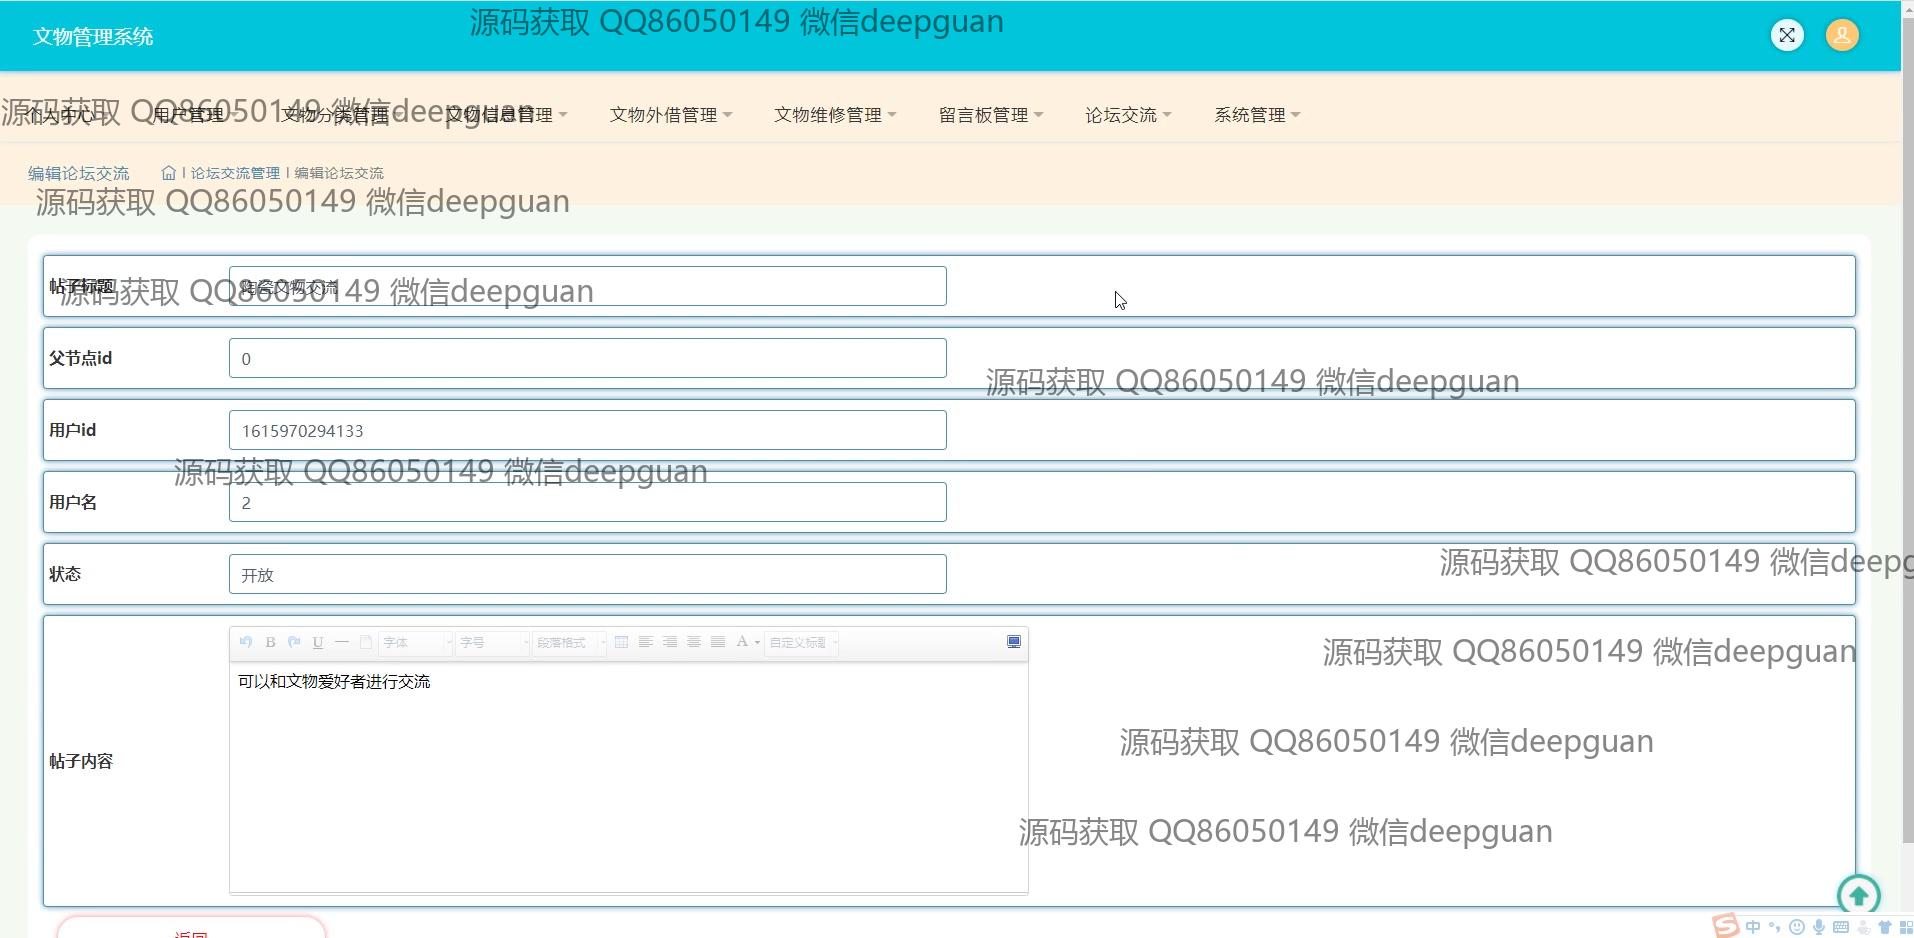 源码获取 QQ86050149 微信deepguan
文物管理系统
源码获取 QQ86050149 微信deepguan
个人中心 用户管理 文物分类管理 文物信息管理 文物外借管理 文物维修管理 留言板管理 论坛交流 系统管理
编辑论坛交流 | 论坛交流管理 | 编辑论坛交流
源码获取 QQ86050149 微信deepguan
帖子标题 陶瓷文物交流
源码获取 QQ86050149 微信deepguan
父节点id 0
源码获取 QQ86050149 微信deepguan
用户id 1615970294133
源码获取 QQ86050149 微信deepguan
用户名 2
源码获取 QQ86050149 微信deepg
状态 开放
字体 字号 段落格式 自定义标题
源码获取 QQ86050149 微信deepguan
可以和文物爱好者进行交流
源码获取 QQ86050149 微信deepguan
帖子内容
源码获取 QQ86050149 微信deepguan
返回
中